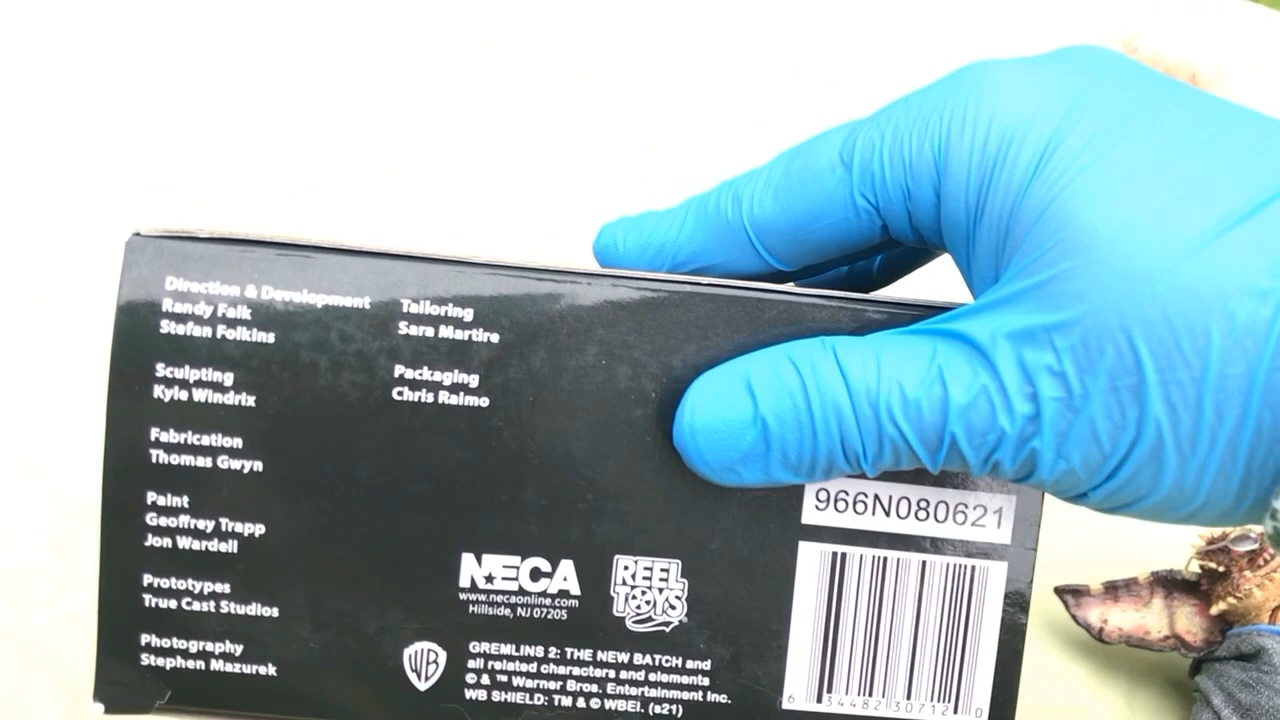 Direction & Development
Randy Falk
Stefan Folkins
Sculpting
Kyle Windrix
Fabrication
Thomas Gwyn
Paint
Geoffrey Trapp
Jon Wardell
Prototypes
True Cast Studios
Photography
Stephen Mazurek
Tailoring
Sara Martire
Packaging
Chris Raimo
NECA
www.necaonline.com
Hillside, NJ 07205
REEL
TOYS
WB
GREMLINS 2: THE NEW BATCH and
all related characters and elements
© & ™ Warner Bros. Entertainment Inc.
WB SHIELD: TM & © WBEI. (s21)
966N080621
6 34482 30712 0